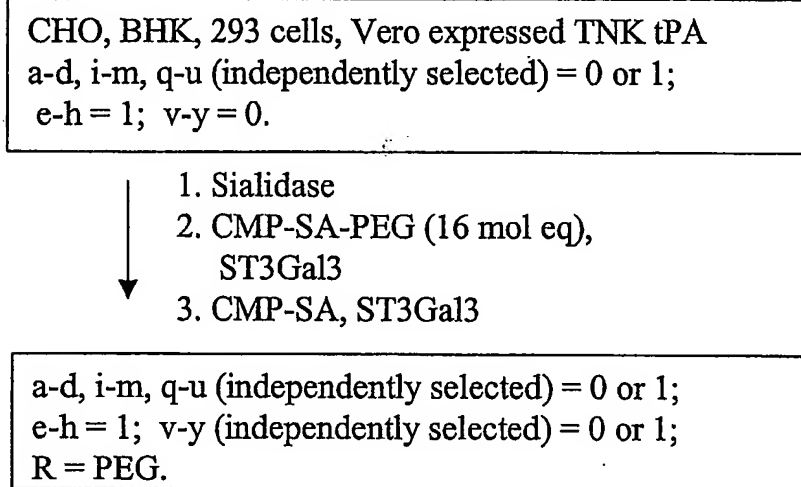 CHO, BHK, 293 cells, Vero expressed TNK tPA
a-d, i-m, q-u (independently selected) = 0 or 1;
e-h = 1; v-y = 0.
1. Sialidase
2. CMP-SA-PEG (16 mol eq),
ST3Gal3
3. CMP-SA, ST3Gal3
a-d, i-m, q-u (independently selected) = 0 or 1;
e-h = 1; v-y (independently selected) = 0 or 1;
R = PEG.